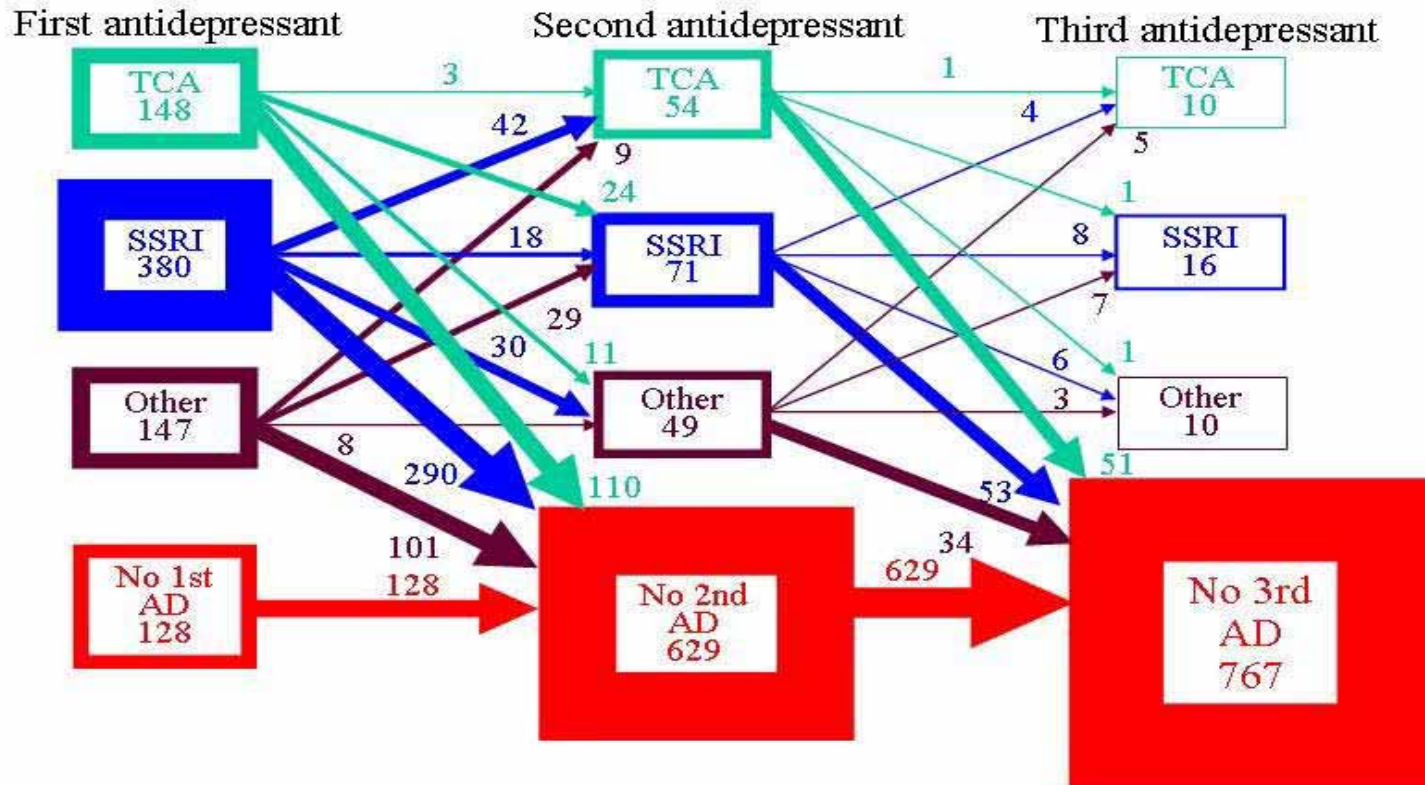 First antidepressant
Second antidepressant
Third antidepressant
TCA
148
3
TCA
54
1
TCA
10
42
9
4
5
24
1
SSRI
380
18
SSRI
71
8
SSRI
16
29
30
11
7
6
1
Other
147
8
Other
49
3
Other
10
290
110
53
51
101
128
34
629
No 1st
AD
128
No 2nd
AD
629
No 3rd
AD
767